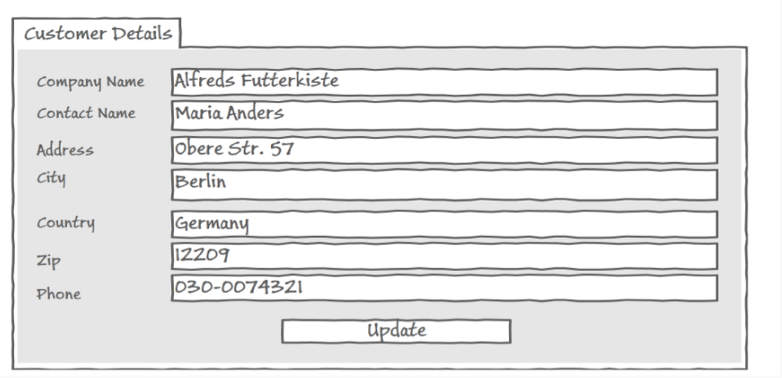 Customer Details
Company Name Alfreds Futterkiste
Contact Name Maria Anders
Address Obere Str. 57
City Berlin
Country Germany
Zip 12209
Phone 030-0074321
Update